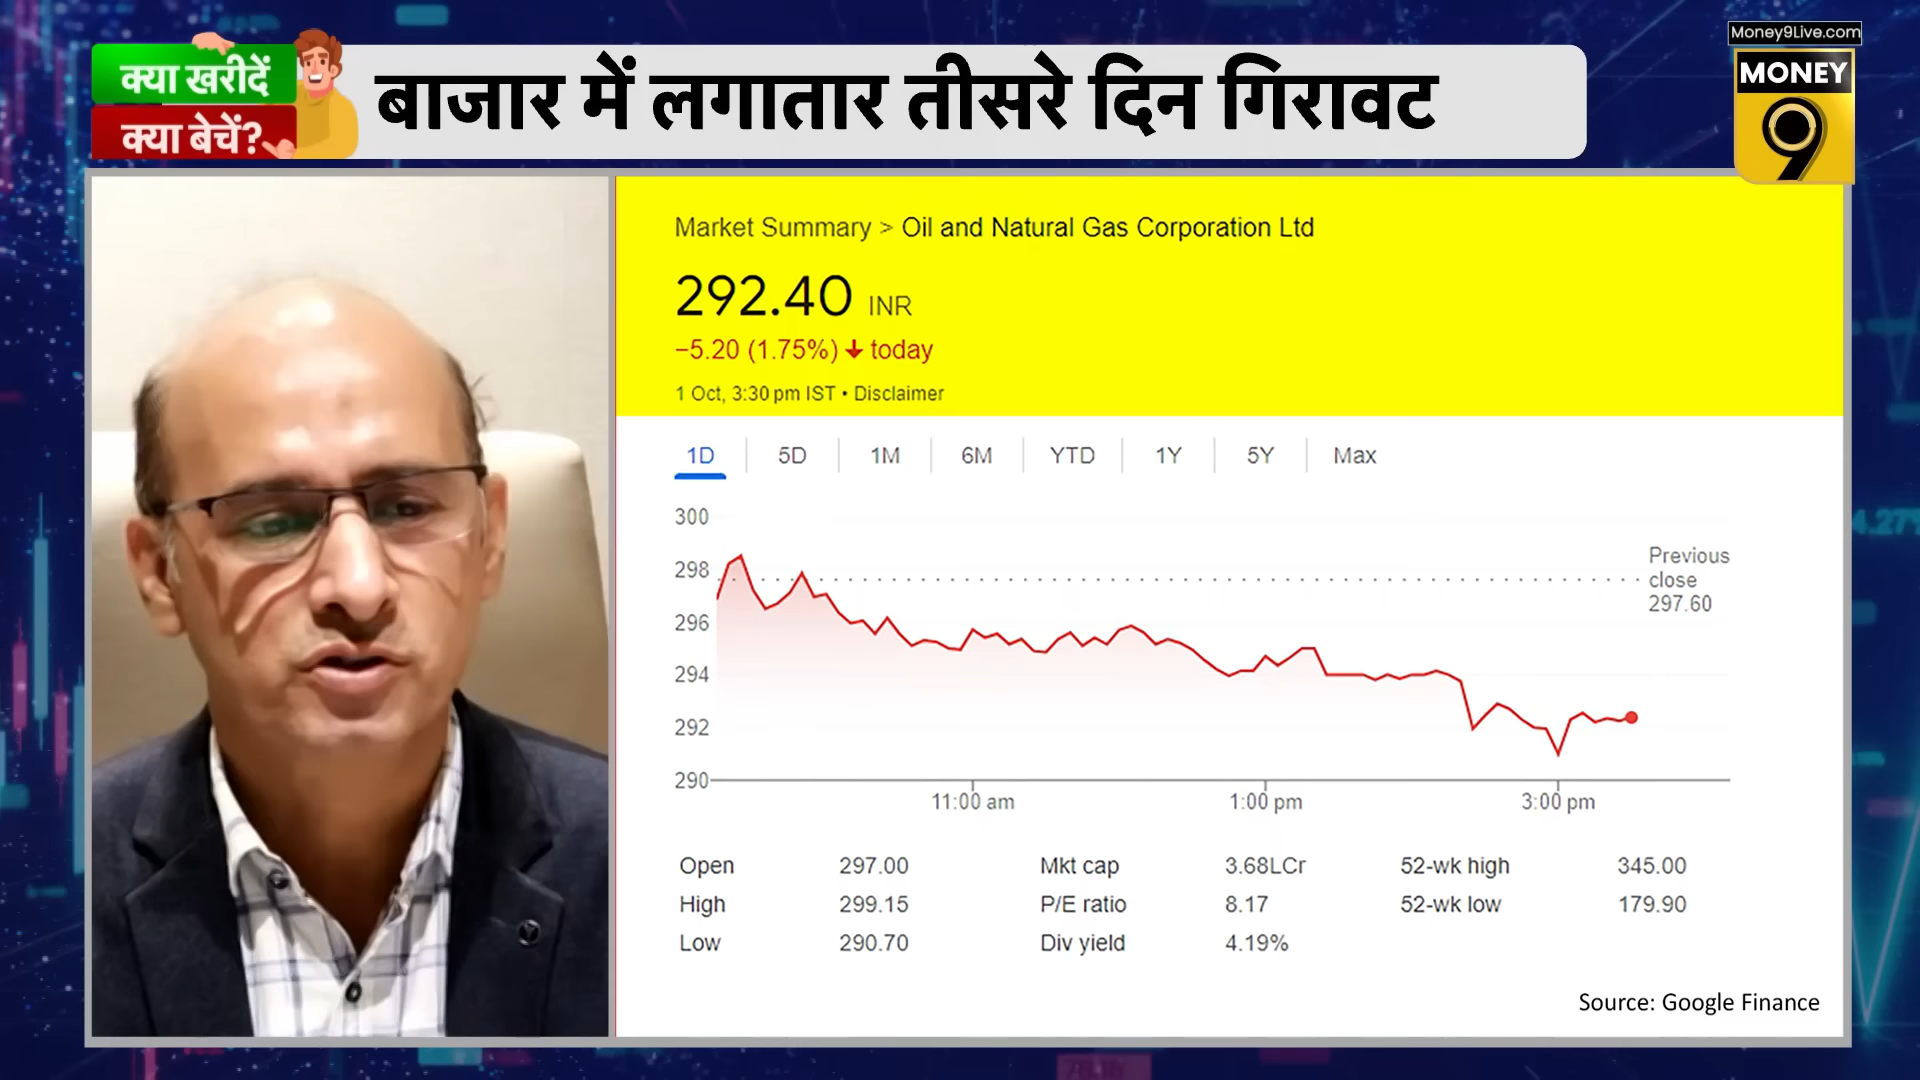 Money9Live.com
क्या खरीदें
क्या बेचें?
बाजार में लगातार तीसरे दिन गिरावट
MONEY
9
Market Summary > Oil and Natural Gas Corporation Ltd
292.40 INR
−5.20 (1.75%) ↓ today
1 Oct, 3:30 pm IST • Disclaimer
1D 5D 1M 6M YTD 1Y 5Y Max
300
298
296
294
292
290
Previous
close
297.60
11:00 am 1:00 pm 3:00 pm
Open 297.00 Mkt cap 3.68LCr 52-wk high 345.00
High 299.15 P/E ratio 8.17 52-wk low 179.90
Low 290.70 Div yield 4.19%
Source: Google Finance